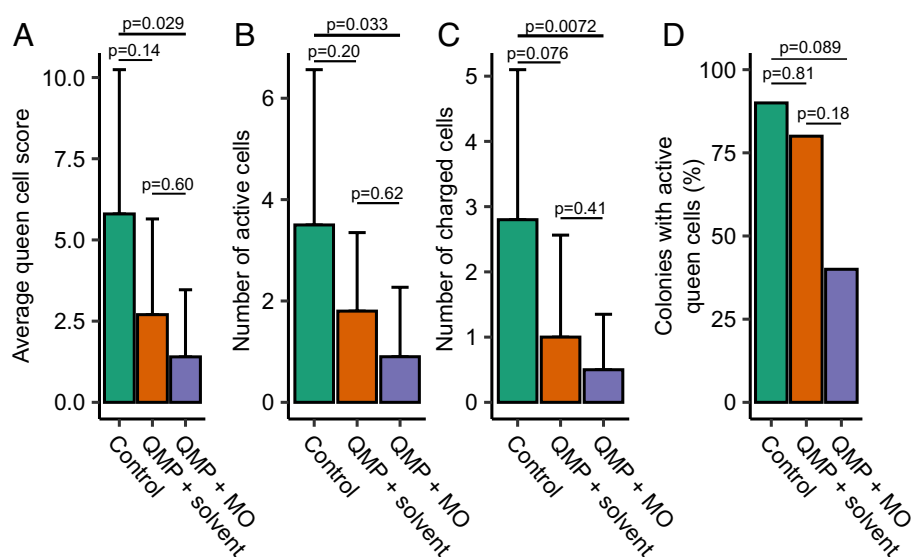 A
Average queen cell score
10.0
7.5
5.0
2.5
0.0
p=0.029
p=0.14
p=0.60
Control
QMP + solvent
QMP + MO
B
Number of active cells
6
4
2
0
p=0.033
p=0.20
p=0.62
Control
QMP + solvent
QMP + MO
C
Number of charged cells
5
4
3
2
1
0
p=0.0072
p=0.076
p=0.41
Control
QMP + solvent
QMP + MO
D
Colonies with active
queen cells (%)
100
75
50
25
0
p=0.089
p=0.81
p=0.18
Control
QMP + solvent
QMP + MO